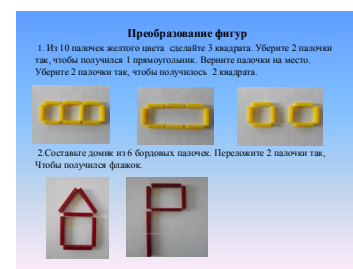 Преобразование фигур
1. Из 10 палочек желтого цвета сделайте 3 квадрата. Уберите 2 палочки
так, чтобы получился 1 прямоугольник. Верните палочки на место.
Уберите 2 палочки так, чтобы получилось 2 квадрата.
2.Составьте домик из 6 бордовых палочек. Переложите 2 палочки так,
Чтобы получился флажок.